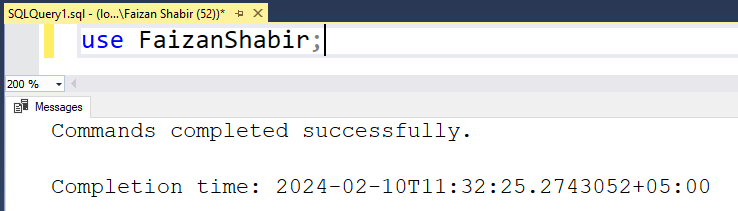 SQLQuery1.sql - (lo...\Faizan Shabir (52))*
use FaizanShabir;
200 %
Messages
Commands completed successfully.
Completion time: 2024-02-10T11:32:25.2743052+05:00